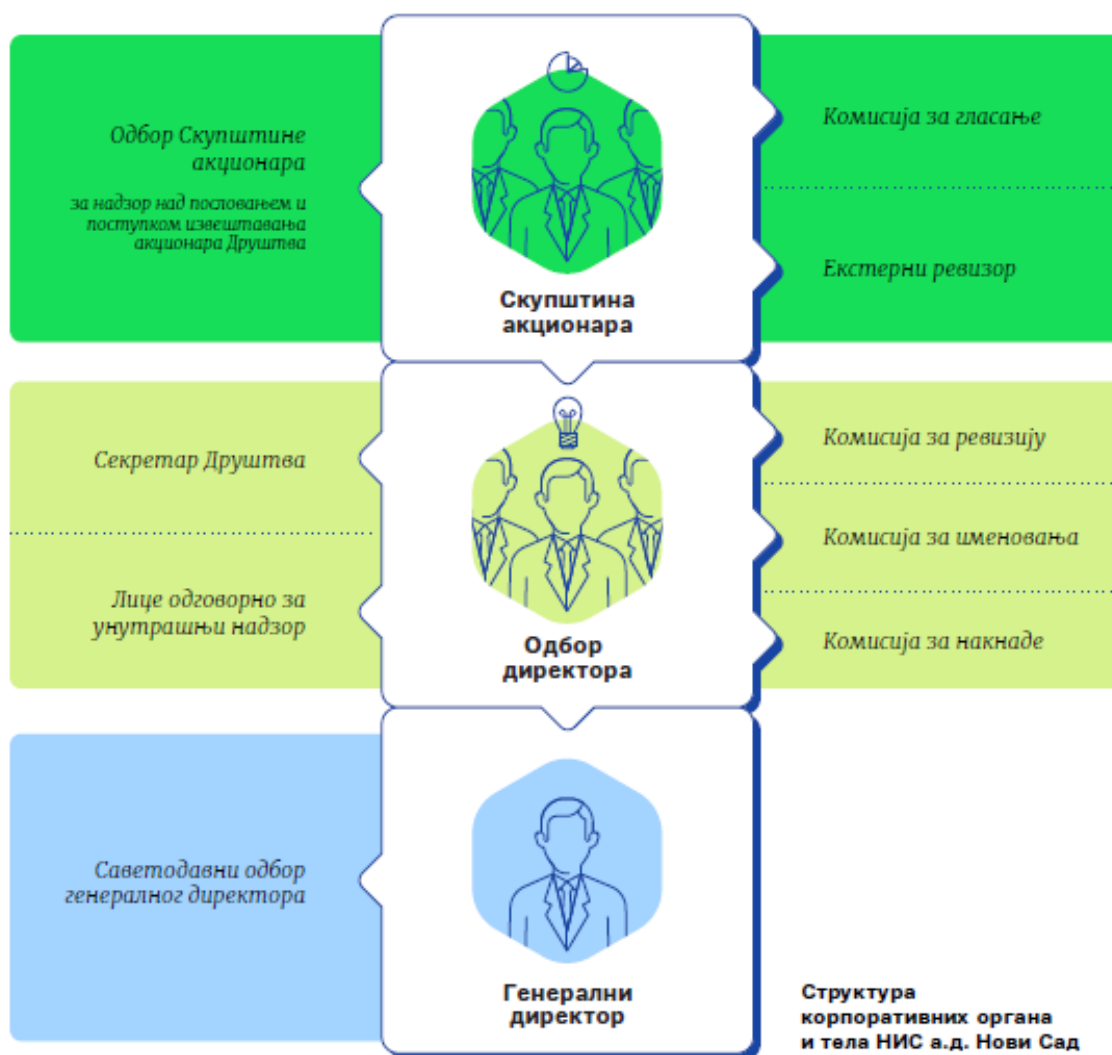 Одбор Скупштине
акционара
за надзор над пословањем и
поступком извештавања
акционара Друштва
Скупштина
акционара
Комисија за гласање
Екстерни ревизор
Секретар Друштва
Лице одговорно за
унутрашњи надзор
Одбор
директора
Комисија за ревизију
Комисија за именовања
Комисија за накнаде
Саветодавни одбор
генералног директора
Генерални
директор
Структура
корпоративних органа
и тела НИС а.д. Нови Сад